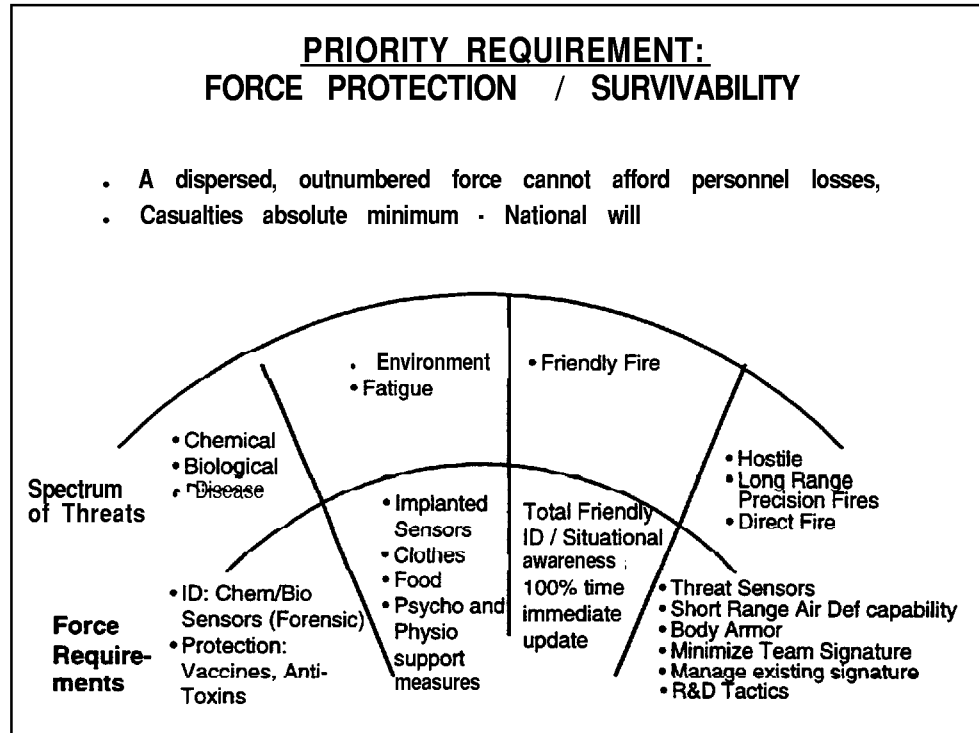 PRIORITY REQUIREMENT:
FORCE PROTECTION / SURVIVABILITY
. A dispersed, outnumbered force cannot afford personnel losses,
. Casualties absolute minimum - National will
Spectrum
of Threats
• Chemical
• Biological
• Disease
. Environment
• Fatigue
• Friendly Fire
• Hostile
• Long Range
Precision Fires
• Direct Fire
Force
Require-
ments
• ID: Chem/Bio
Sensors (Forensic)
• Protection:
Vaccines, Anti-
Toxins
• Implanted
Sensors
• Clothes
• Food
• Psycho and
Physio
support
measures
Total Friendly
ID / Situational
awareness ;
100% time
immediate
update
• Threat Sensors
• Short Range Air Def capability
• Body Armor
• Minimize Team Signature
• Manage existing signature
• R&D Tactics